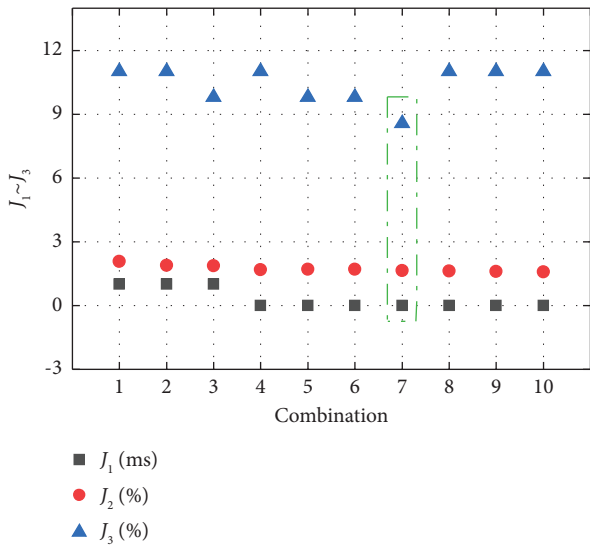 12
9
6
3
0
-3
J₁~J₃
1 2 3 4 5 6 7 8 9 10
Combination
J₁ (ms)
J₂ (%)
J₃ (%)